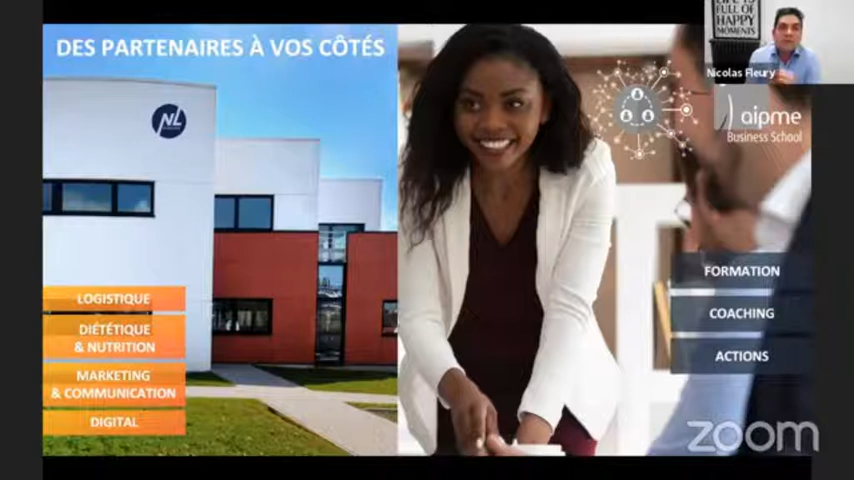 DES PARTENAIRES À VOS CÔTÉS
NL
LOGISTIQUE
DIÉTÉTIQUE
& NUTRITION
MARKETING
& COMMUNICATION
DIGITAL
aipme
Business School
FORMATION
COACHING
ACTIONS
LIFE IS
FULL OF
HAPPY
MOMENTS
Nicolas Fleury
zoom